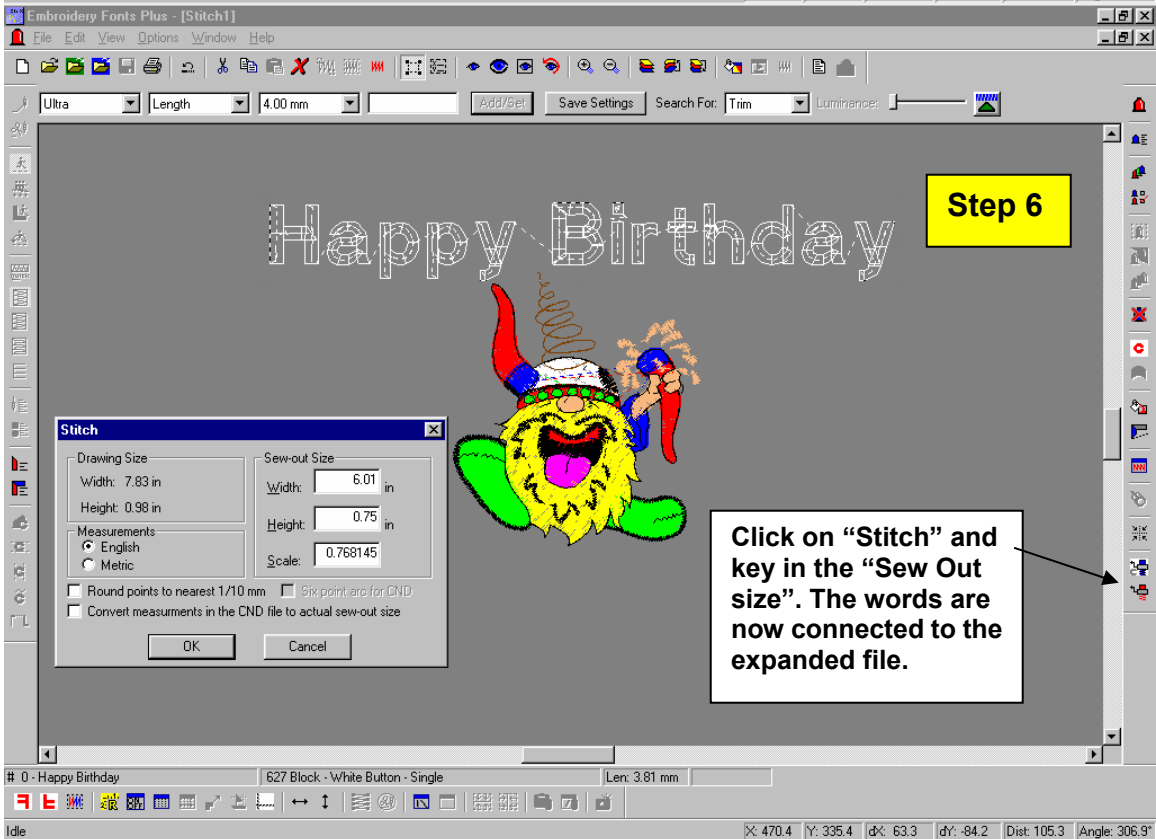 Embroidery Fonts Plus - [Stitch1]
File Edit View Options Window Help
Ultra Length 4.00 mm Add/Set Save Settings Search For: Trim Luminance:
Step 6
Happy Birthday
Stitch
Drawing Size
Width: 7.83 in
Height: 0.98 in
Measurements
English
Metric
Sew-out Size
Width: 6.01 in
Height: 0.75 in
Scale: 0.768145
Round points to nearest 1/10 mm Six point arc for CND
Convert measurments in the CND file to actual sew-out size
OK Cancel
Click on “Stitch” and
key in the “Sew Out
size”. The words are
now connected to the
expanded file.
# 0 - Happy Birthday 627 Block - White Button - Single Len: 3.81 mm
Idle X: 470.4 Y: 335.4 dX: 63.3 dY: -84.2 Dist: 105.3 Angle: 306.9°